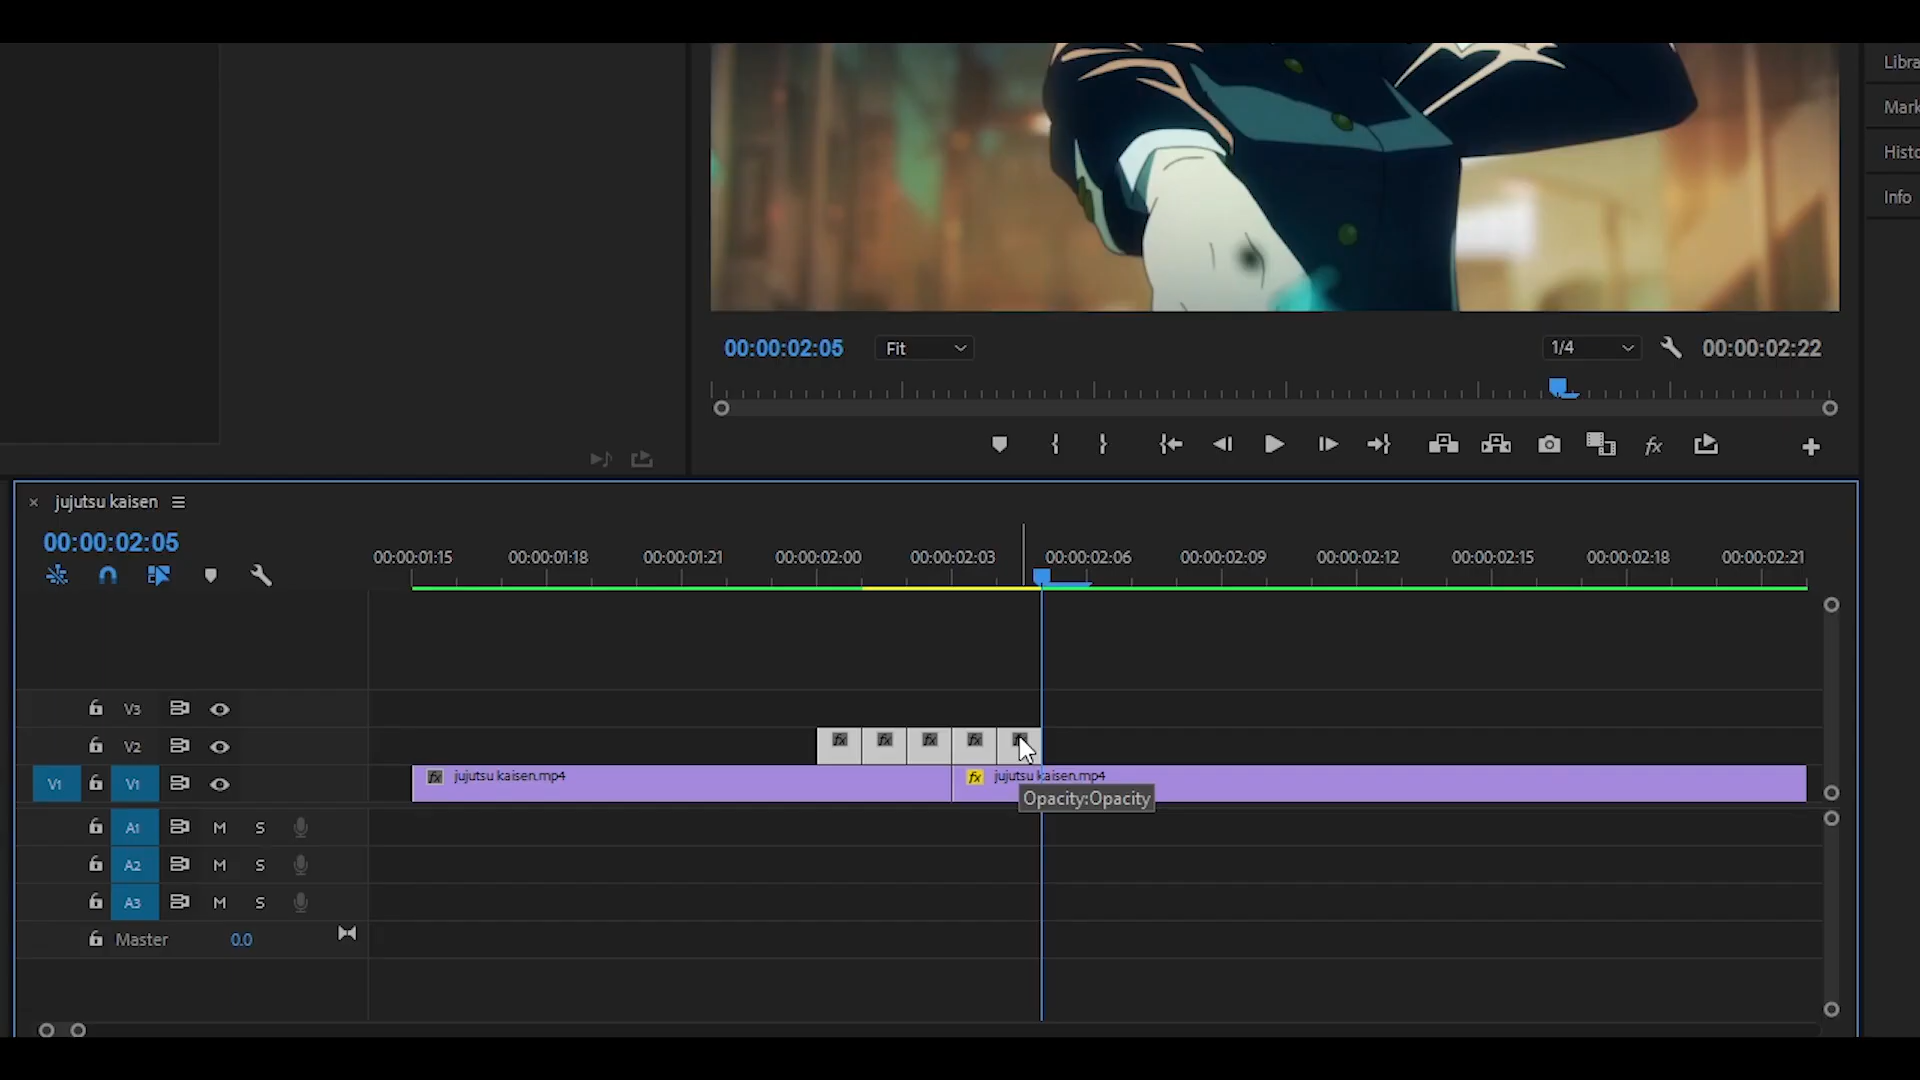 Libra
Mark
Histo
Info
00:00:02:05
Fit
1/4
00:00:02:22
fx
× jujutsu kaisen
00:00:02:05
00:00:01:15 00:00:01:18 00:00:01:21 00:00:02:00 00:00:02:03 00:00:02:06 00:00:02:09 00:00:02:12 00:00:02:15 00:00:02:18 00:00:02:21
V3
V2 fx fx fx fx fx
V1 V1 fx jujutsu kaisen.mp4 fx jujutsu kaisen.mp4
Opacity:Opacity
A1 M S
A2 M S
A3 M S
Master 0.0